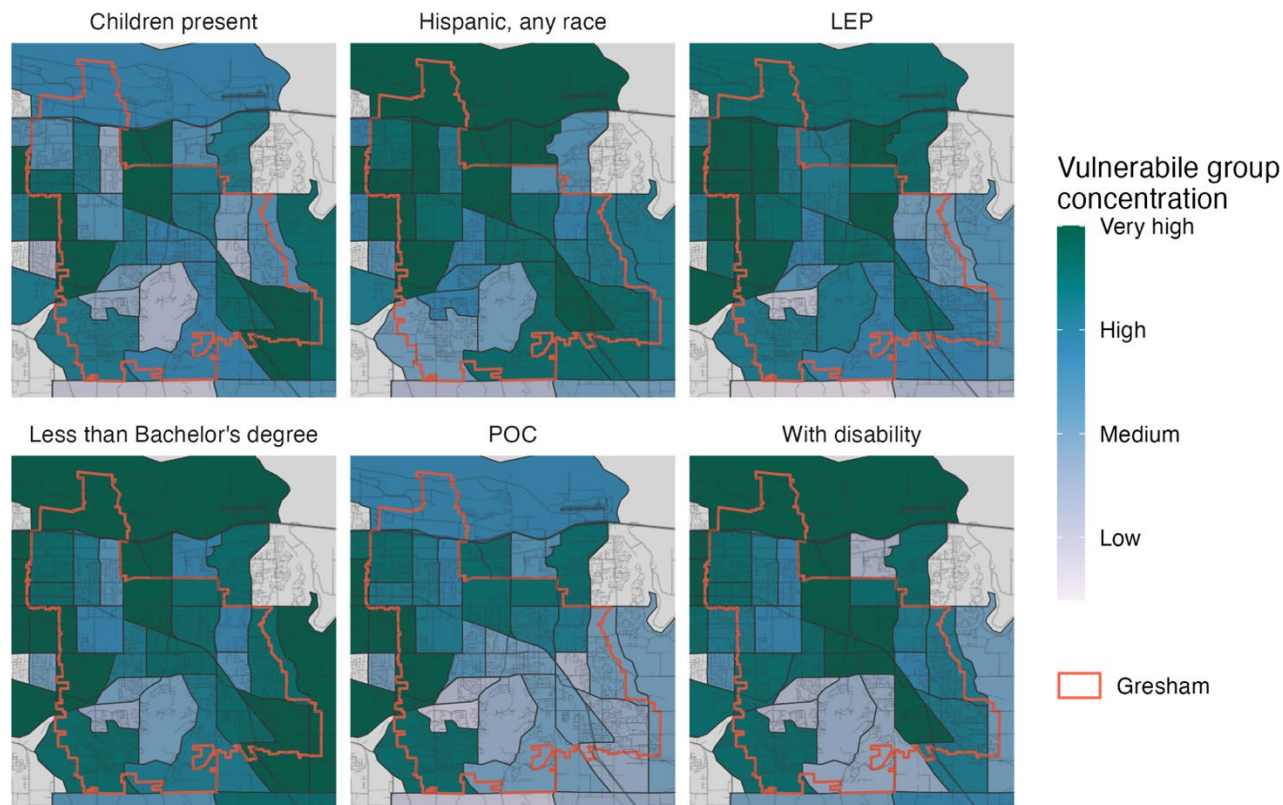 Children present
Hispanic, any race
LEP
Less than Bachelor's degree
POC
With disability
Vulnerabile group
concentration
Very high
High
Medium
Low
Gresham